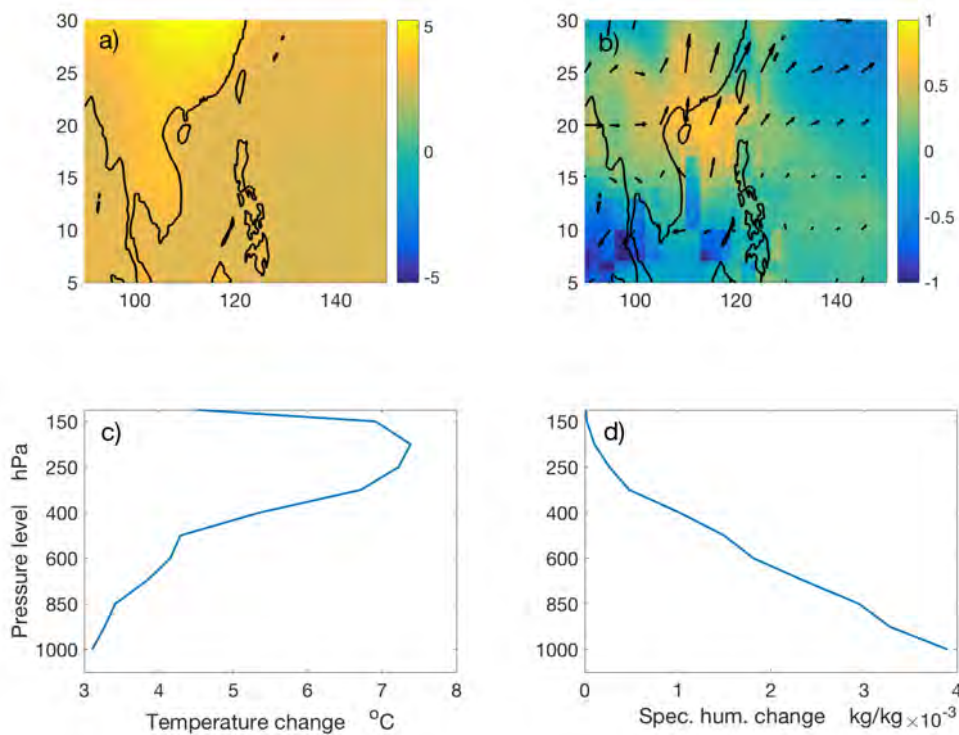 a)
30
25
20
15
10
5
100 120 140
5
0
-5
b)
30
25
20
15
10
5
100 120 140
1
0.5
0
-0.5
-1
c)
Pressure level hPa
150
250
400
600
850
1000
3 4 5 6 7 8
Temperature change °C
d)
150
250
400
600
850
1000
0 1 2 3 4
Spec. hum. change kg/kg ×10⁻³